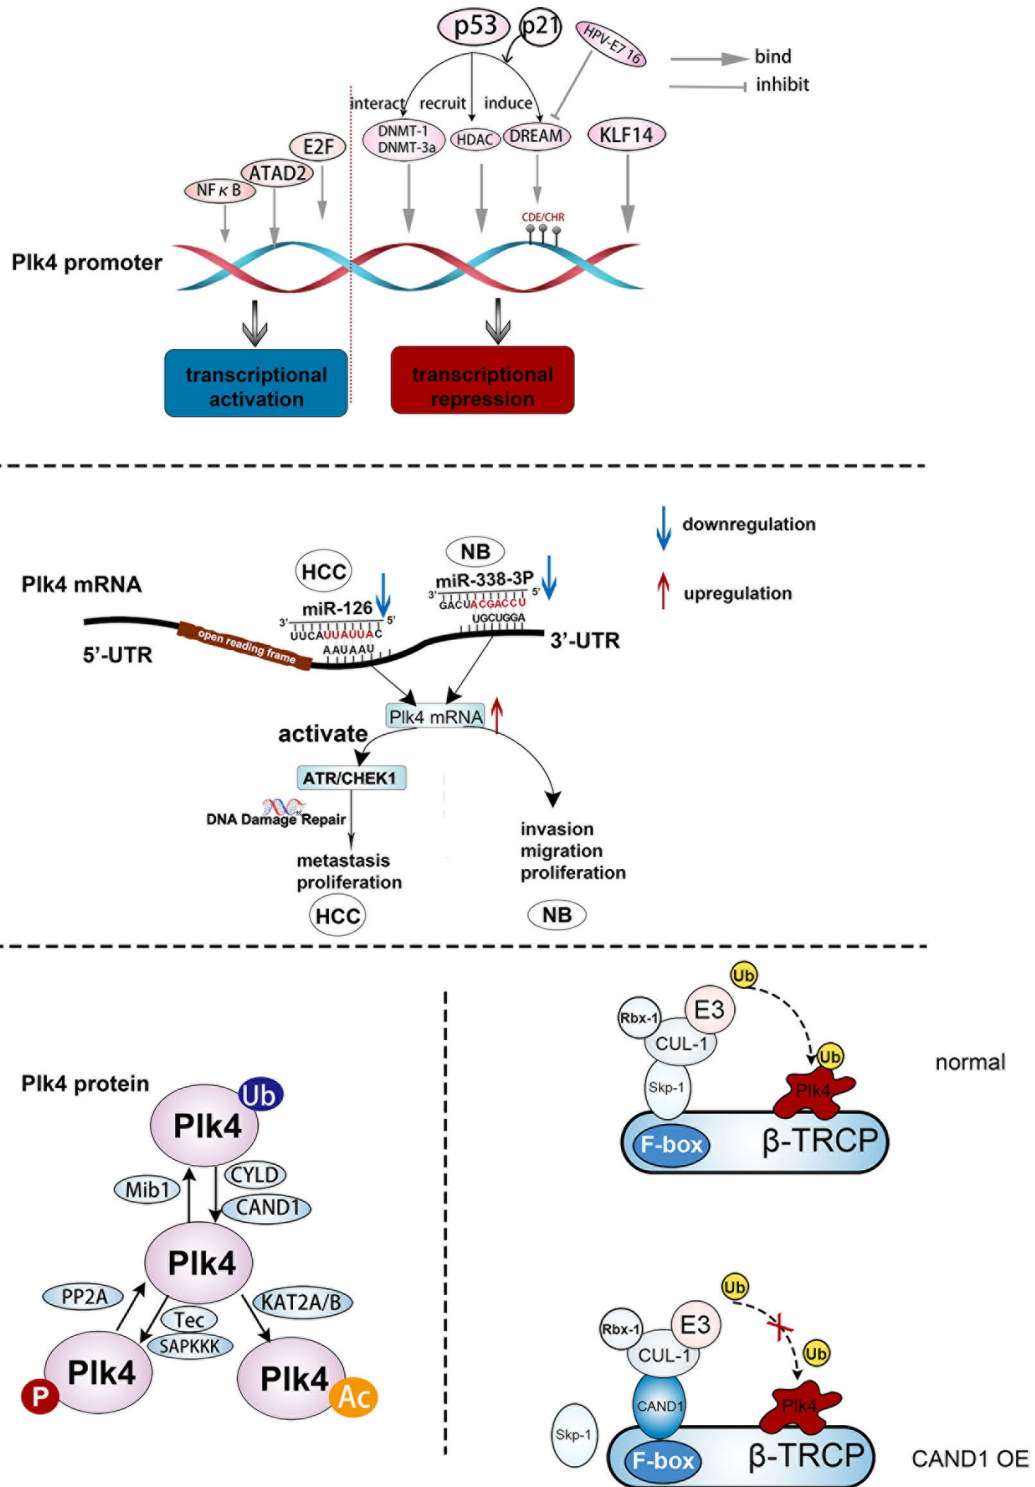 p53
p21
HPV-E7 16
bind
inhibit
interact
recruit
induce
DNMT-1
DNMT-3a
HDAC
DREAM
KLF14
E2F
ATAD2
NFκB
CDE/CHR
Plk4 promoter
transcriptional
activation
transcriptional
repression
downregulation
upregulation
Plk4 mRNA
HCC
NB
miR-126
miR-338-3P
3'
5'
3'
5'
UUCAUUAUUAC
AAUAAU
GACUACGACCU
UGCUGGA
5'-UTR
open reading frame
3'-UTR
Plk4 mRNA
activate
ATR/CHEK1
DNA Damage Repair
metastasis
proliferation
HCC
invasion
migration
proliferation
NB
Plk4 protein
Plk4
Ub
Mib1
CYLD
CAND1
Plk4
PP2A
Tec
SAPKKK
KAT2A/B
Plk4
P
Plk4
Ac
Ub
Rbx-1
E3
CUL-1
Skp-1
Ub
Plk4
F-box
β-TRCP
normal
Ub
Rbx-1
E3
CUL-1
Ub
CAND1
Plk4
Skp-1
F-box
β-TRCP
CAND1 OE